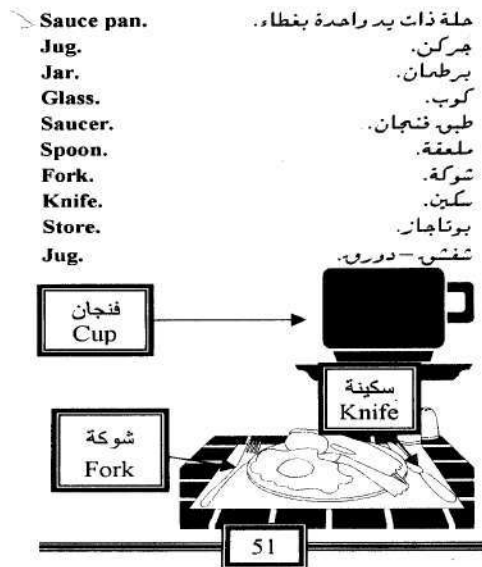 Sauce pan. حلة ذات يد واحدة بغطاء.
Jug. جركن.
Jar. برطمان.
Glass. كوب.
Saucer. طبق فنجان.
Spoon. ملعقة.
Fork. شوكة.
Knife. سكين.
Store. بوتاجاز.
Jug. شفشق – دورق.
فنجان
Cup
سكينة
Knife
شوكة
Fork
51